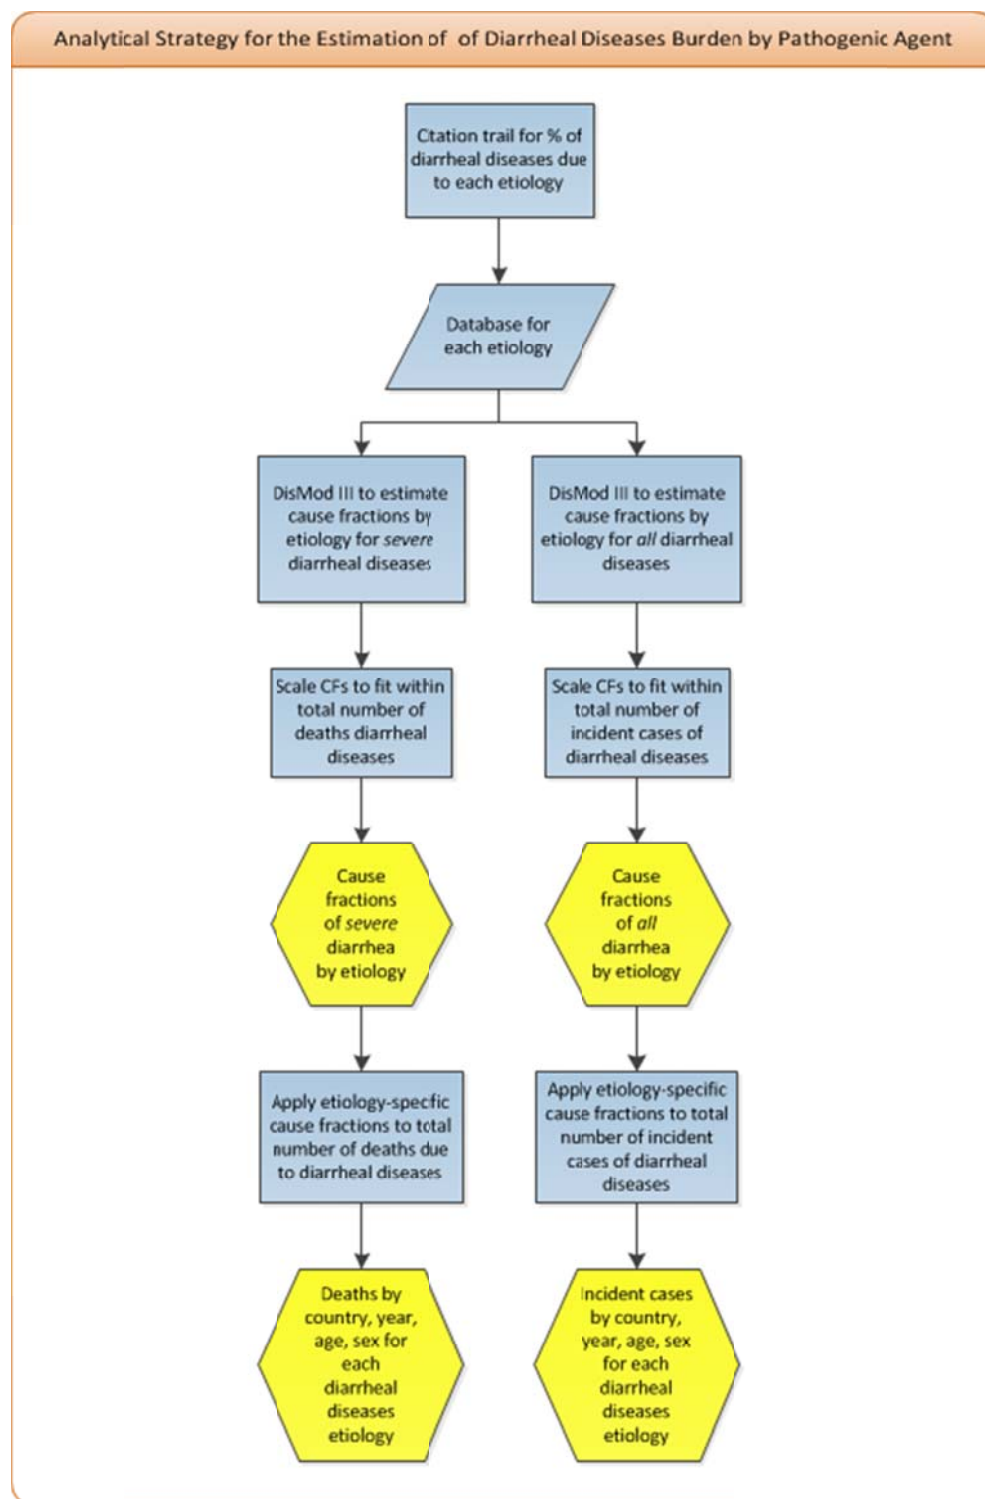 Analytical Strategy for the Estimation of of Diarrheal Diseases Burden by Pathogenic Agent
Ctation trail for % of
diarrheal diseases due
to each etiology
Database for
each etiology
DisMod III to estimate
cause fractions by
etiology for severe
diarrheal diseases
DisMod III to estimate
cause fractions by
etiology for all diarrheal
diseases
Scale CFs to fit within
total number of
deaths diarrheal
diseases
Scale CFs to fit within
total number of
incident cases of
diarrheal diseases
Cause
fractions
of severe
diarrhea
by etiology
Cause
fractions
of all
diarrhea
by etiology
Apply etiology-specfic
cause fractions to total
number of deaths due
to diarrheal diseases
Apply etiology-specific
cause fractions to total
number of incident
cases of diarrheal
diseases
Deaths by
country, year,
age, sex for
each
diarrheal
diseases
etiology
Incident cases
by country,
year, age, sex
for each
diarrheal
diseases
etiology